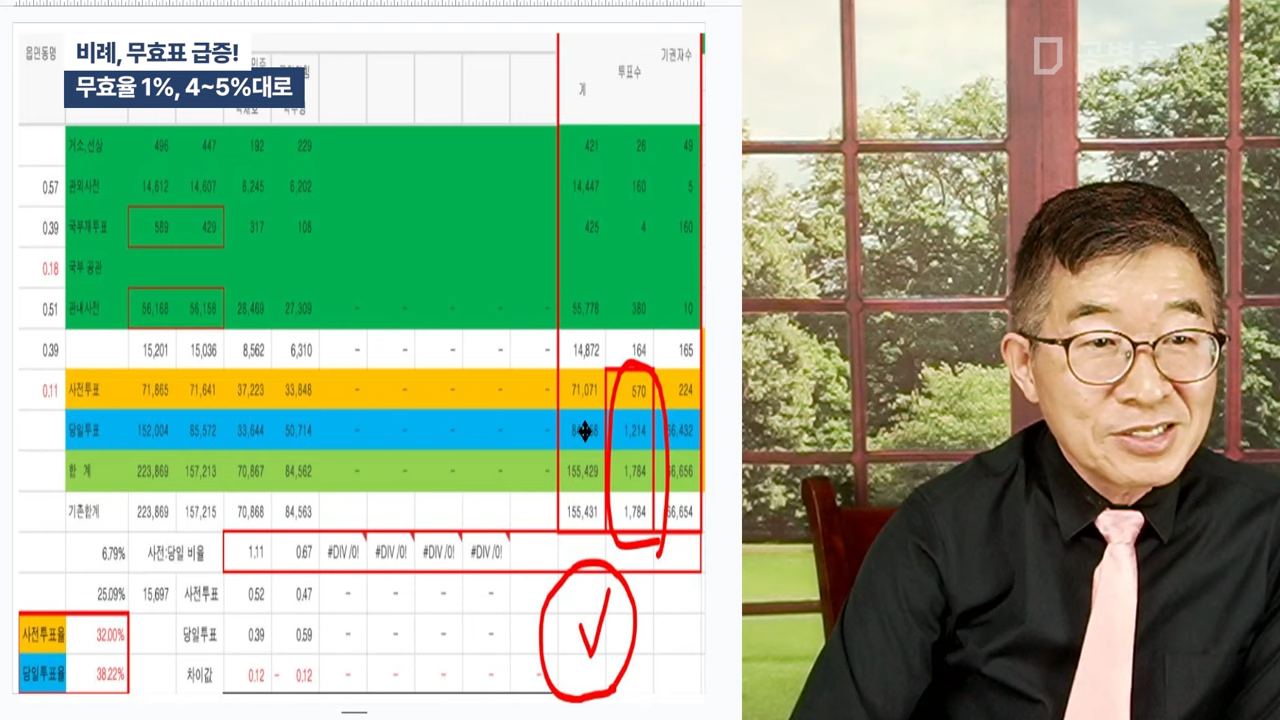 비례, 무효표 급증!
무효율 1%, 4~5%대로
읍면동명
계
투표수
기권자수
거소,선상 496 447 192 229 421 26 49
0.57 관외사전 14,612 14,607 8,245 6,202 14,447 160 5
0.39 국부재투표 589 429 317 108 425 4 160
0.18 국부 공관
0.51 관내사전 56,168 56,158 28,469 27,309 - - - - - 55,778 380 10
0.39 15,201 15,036 8,562 6,310 - - - - - 14,872 164 165
0.11 사전투표 71,865 71,641 37,223 33,848 - - - - - 71,071 570 224
당일투표 152,004 85,572 33,644 50,714 - - - - - 1,214 66,432
합 계 223,869 157,213 70,867 84,562 - - - - - 155,429 1,784 66,656
기존합계 223,869 157,215 70,868 84,563 155,431 1,784 66,654
6.79% 사전:당일 비율 1.11 0.67 #DIV/0! #DIV/0! #DIV/0! #DIV/0!
25.09% 15,697 사전투표 0.52 0.47 - - - -
사전투표율 32.00% 당일투표 0.39 0.59 - - - -
당일투표율 38.22% 차이값 0.12 - 0.12 - - - -